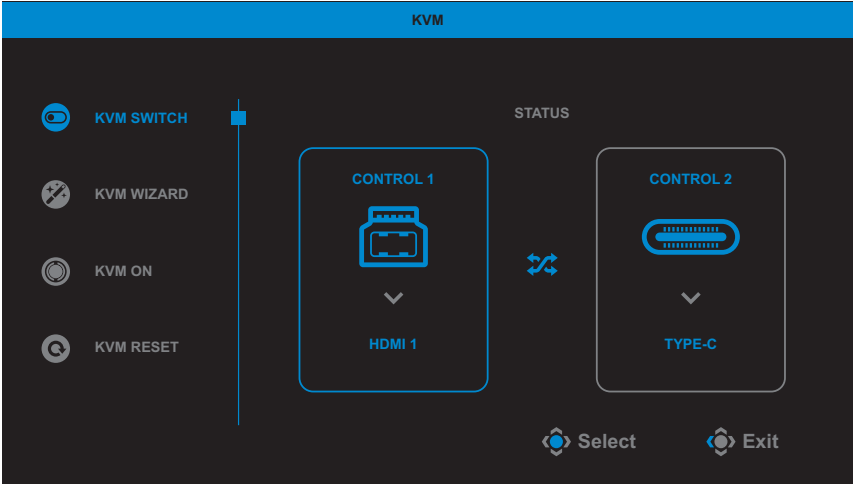 KVM
KVM SWITCH
KVM WIZARD
KVM ON
KVM RESET
STATUS
CONTROL 1
HDMI 1
CONTROL 2
TYPE-C
Select
Exit